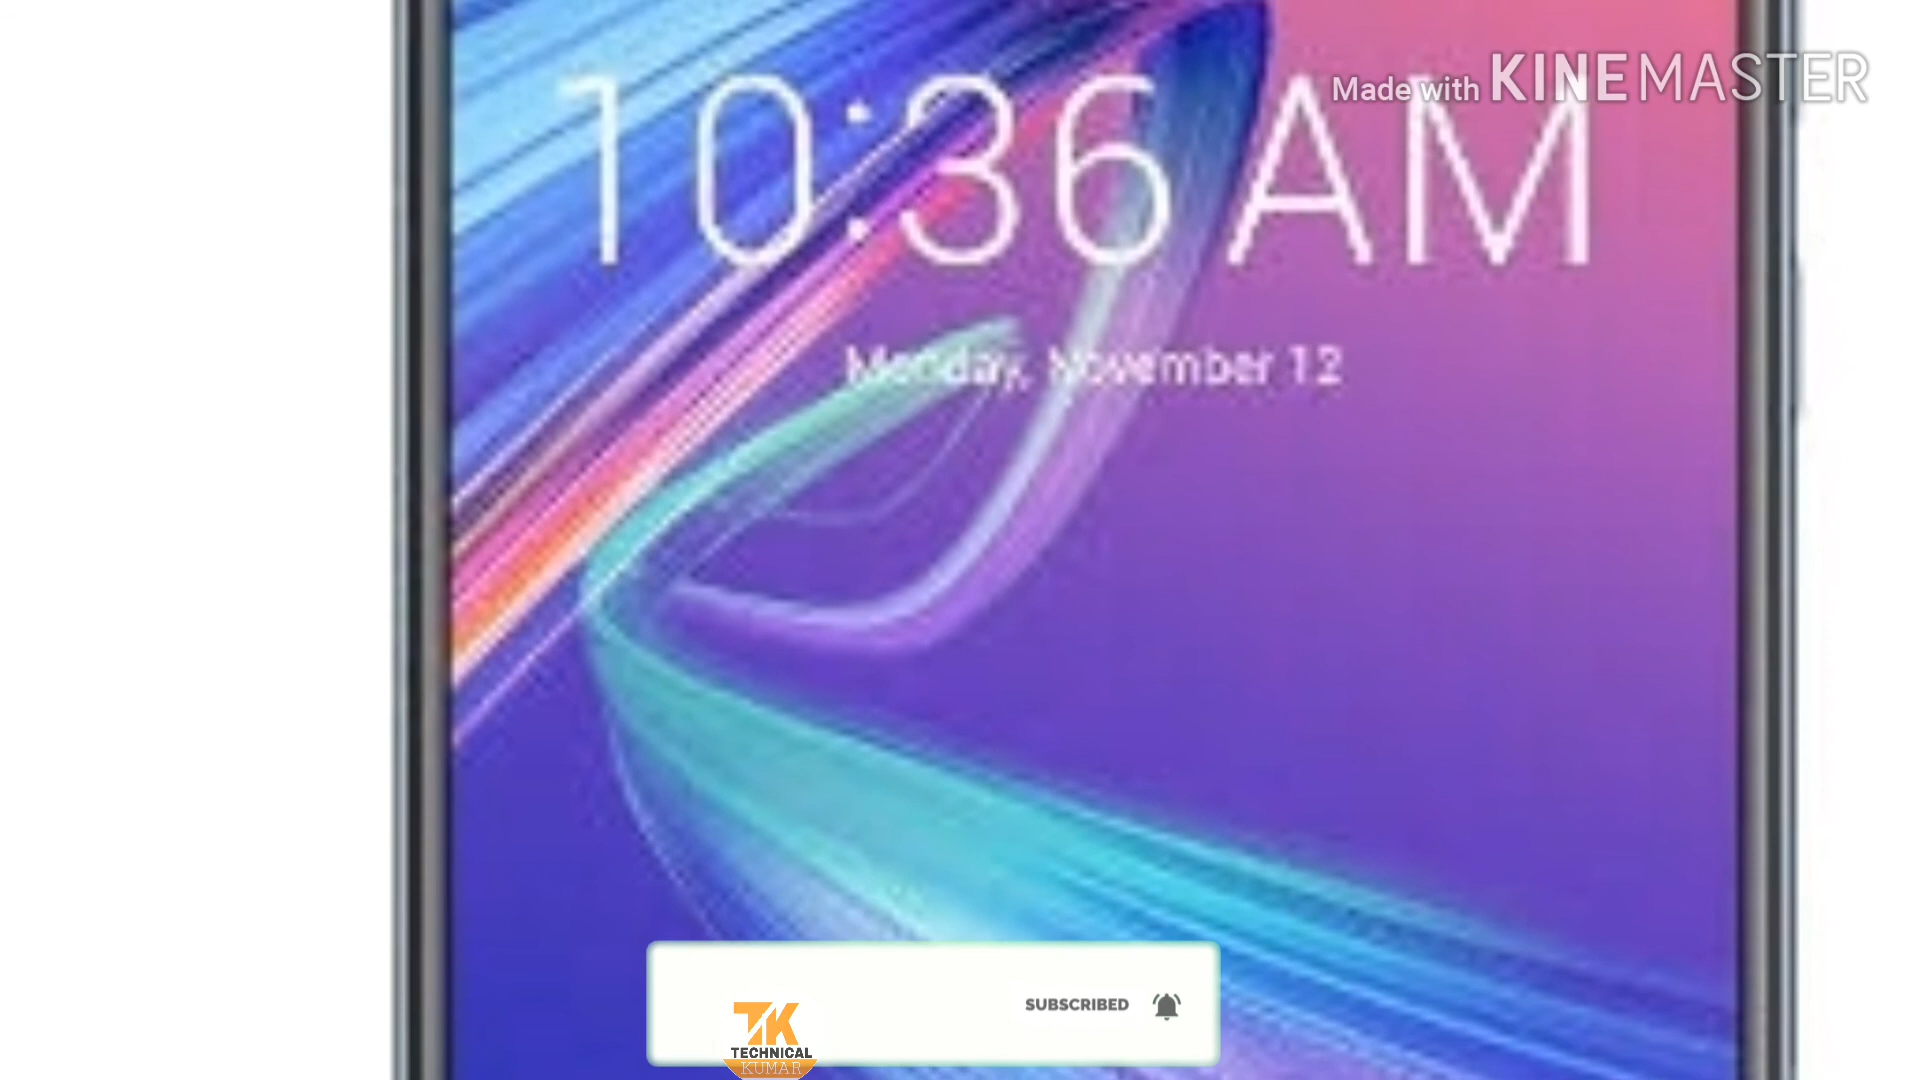 Made with KINEMASTER
10:36 AM
Monday, November 12
SUBSCRIBED
TK
TECHNICAL
KUMAR